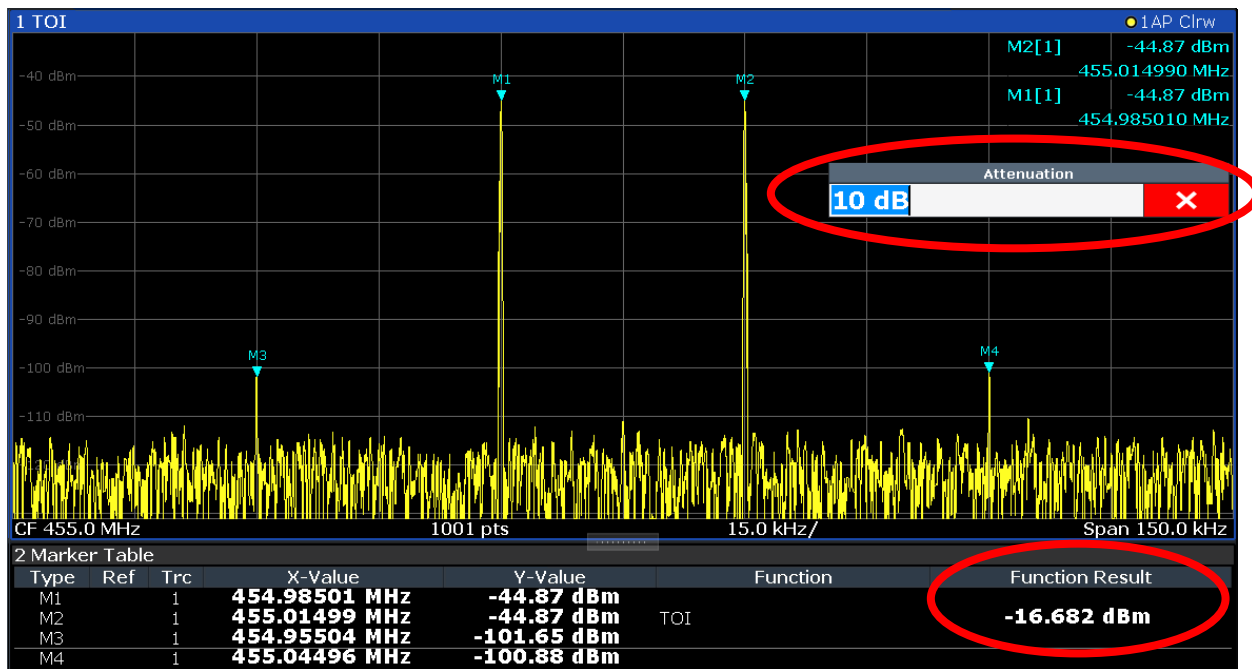 1 TOI
1AP Clrw
M2[1] -44.87 dBm
455.014990 MHz
M1[1] -44.87 dBm
454.985010 MHz
-40 dBm
M1
M2
-50 dBm
-60 dBm
Attenuation
10 dB
-70 dBm
-80 dBm
-90 dBm
M3
M4
-100 dBm
-110 dBm
CF 455.0 MHz 1001 pts 15.0 kHz/ Span 150.0 kHz
2 Marker Table
Type Ref Trc X-Value Y-Value Function Function Result
M1 1 454.98501 MHz -44.87 dBm
M2 1 455.01499 MHz -44.87 dBm TOI -16.682 dBm
M3 1 454.95504 MHz -101.65 dBm
M4 1 455.04496 MHz -100.88 dBm